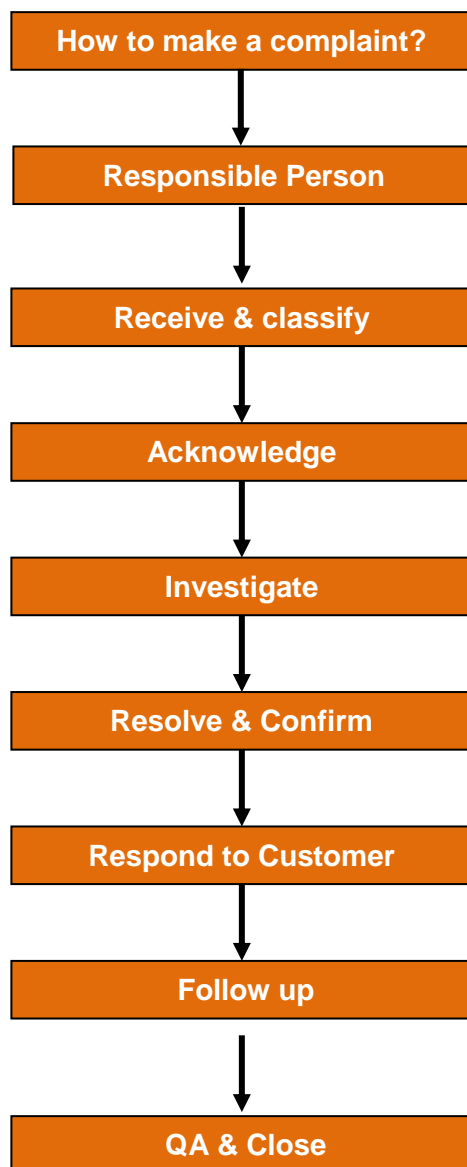 How to make a complaint?
Responsible Person
Receive & classify
Acknowledge
Investigate
Resolve & Confirm
Respond to Customer
Follow up
QA & Close